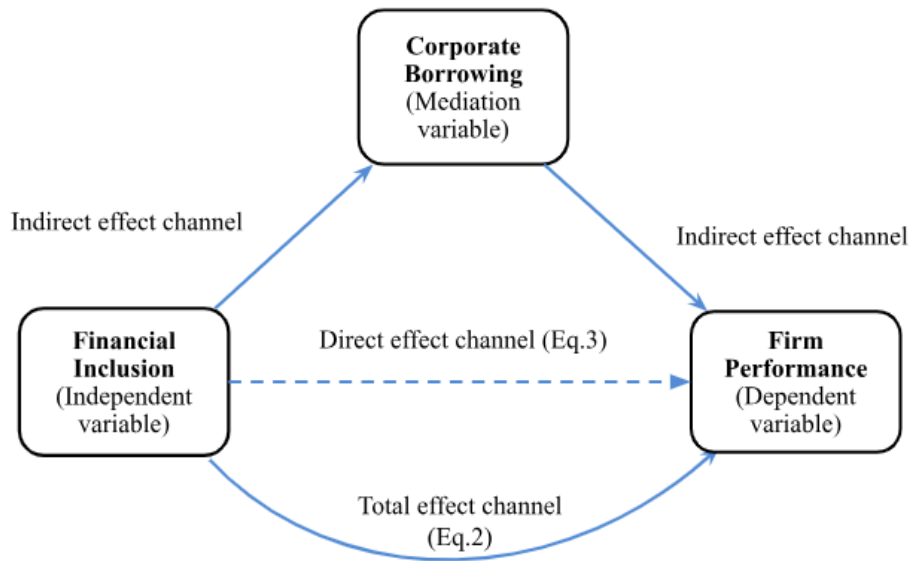 Corporate
Borrowing
(Mediation
variable)
Indirect effect channel
Indirect effect channel
Financial
Inclusion
(Independent
variable)
Direct effect channel (Eq.3)
Firm
Performance
(Dependent
variable)
Total effect channel
(Eq.2)